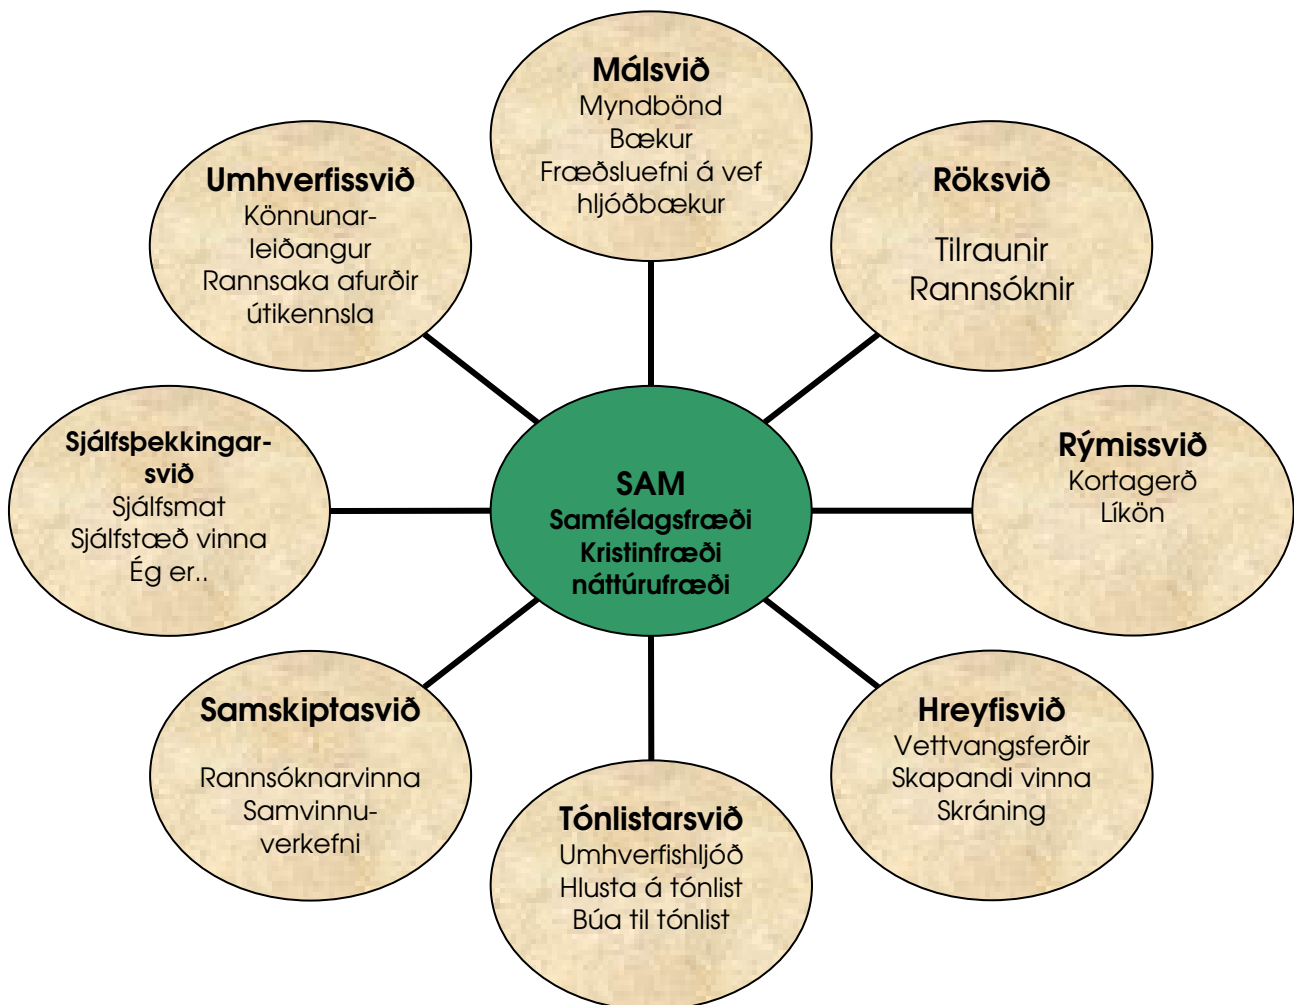 Málsvið
Myndbönd
Bækur
Fræðsluefni á vef
hljóðbækur
Umhverfissvið
Könnunar-
leiðangur
Rannsaka afurðir
útikennsla
Röksvið
Tilraunir
Rannsóknir
Sjálfsþekkingar-
svið
Sjálfsmat
Sjálfstæð vinna
Ég er..
SAM
Samfélagsfræði
Kristinfræði
náttúrufræði
Rýmissvið
Kortagerð
Líkön
Samskiptasvið
Rannsóknarvinna
Samvinnu-
verkefni
Tónlistarsvið
Umhverfishljóð
Hlusta á tónlist
Búa til tónlist
Hreyfisvið
Vettvangsferðir
Skapandi vinna
Skráning